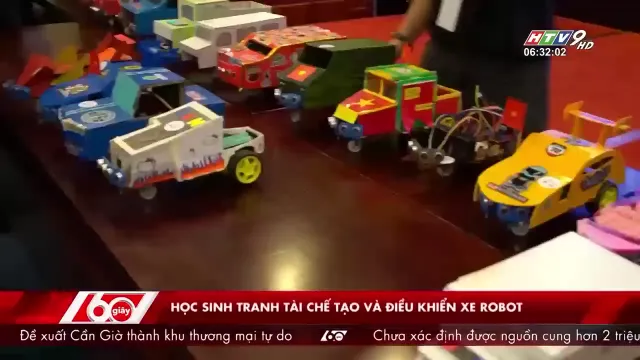 HTV9 HD
06:32:02
60 giây
HỌC SINH TRANH TÀI CHẾ TẠO VÀ ĐIỀU KHIỂN XE ROBOT
Đề xuất Cần Giờ thành khu thương mại tự do 60 Chưa xác định được nguồn cung hơn 2 triệu